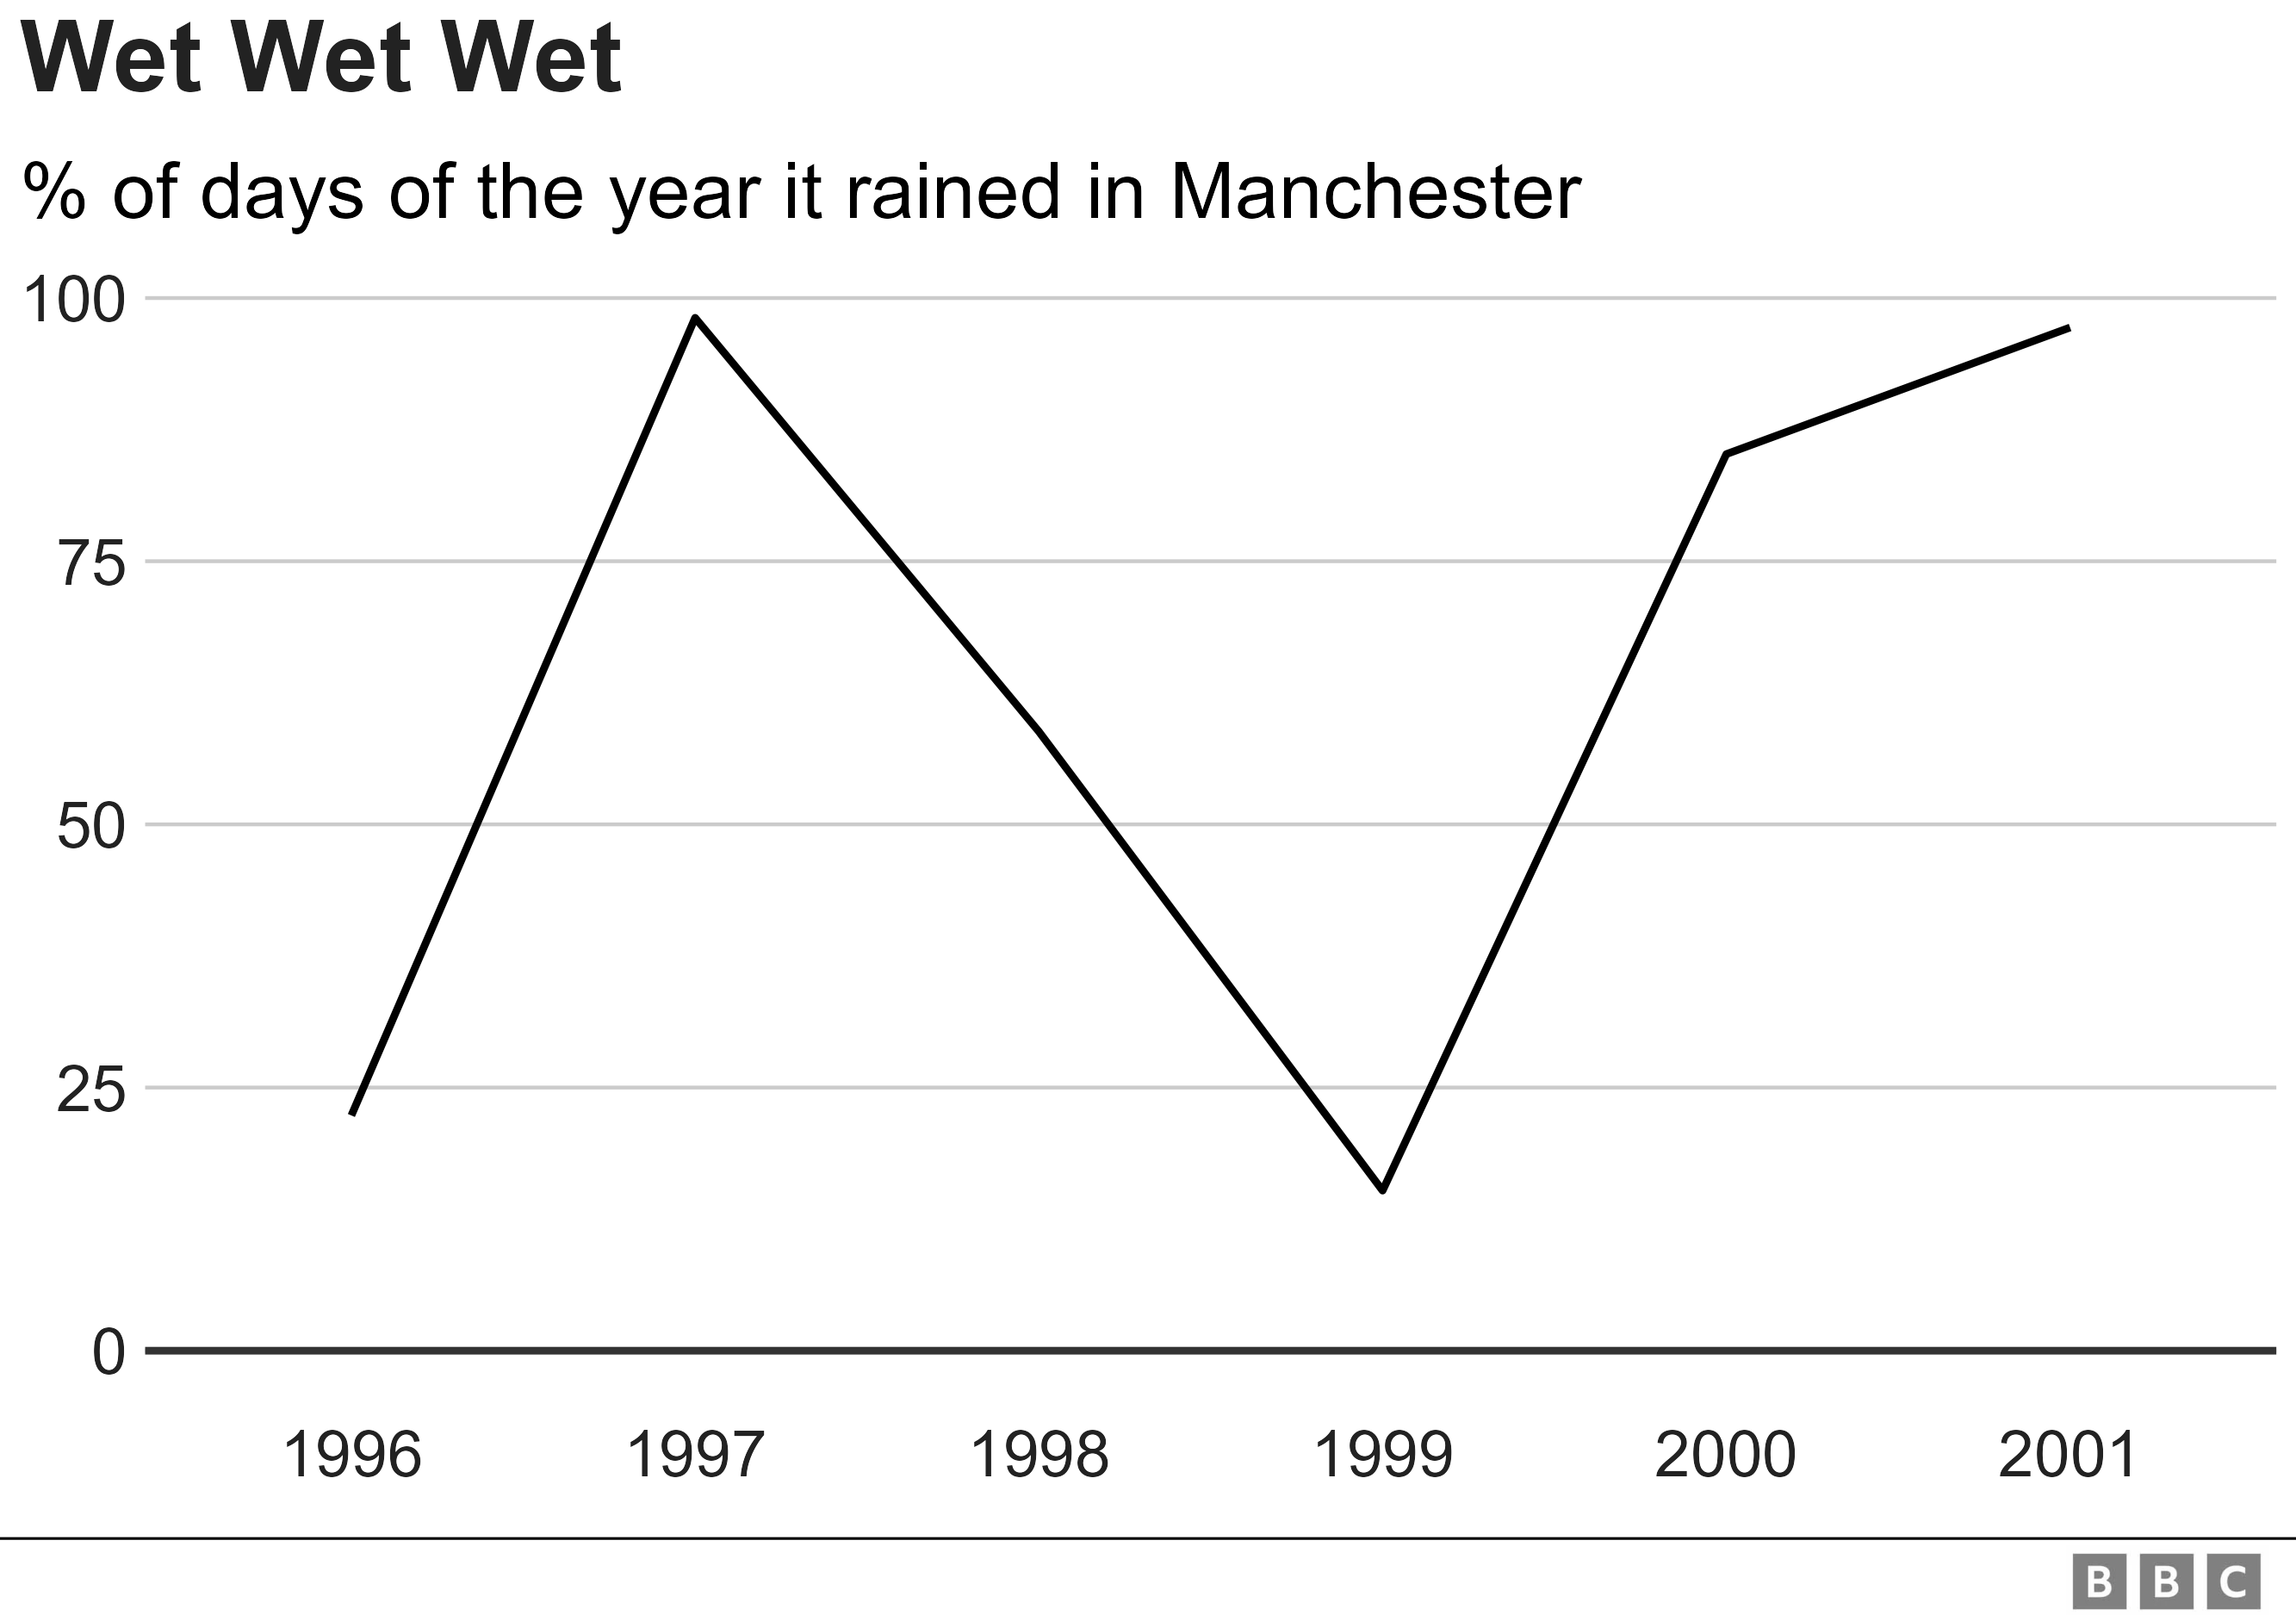 Wet Wet Wet
% of days of the year it rained in Manchester
100
75
50
25
0
1996 1997 1998 1999 2000 2001
BBC